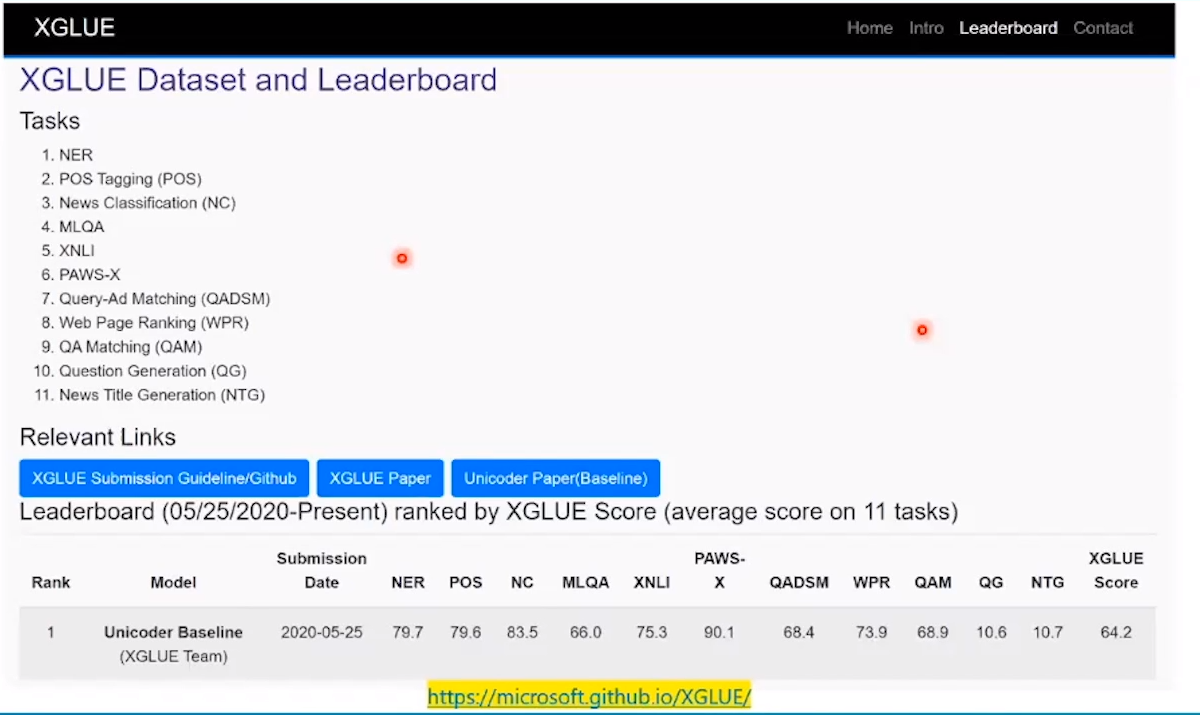 XGLUE Home Intro Leaderboard Contact
XGLUE Dataset and Leaderboard
Tasks
1. NER
2. POS Tagging (POS)
3. News Classification (NC)
4. MLQA
5. XNLI
6. PAWS-X
7. Query-Ad Matching (QADSM)
8. Web Page Ranking (WPR)
9. QA Matching (QAM)
10. Question Generation (QG)
11. News Title Generation (NTG)
Relevant Links
XGLUE Submission Guideline/Github XGLUE Paper Unicoder Paper(Baseline)
Leaderboard (05/25/2020-Present) ranked by XGLUE Score (average score on 11 tasks)
Submission PAWS- XGLUE
Rank Model Date NER POS NC MLQA XNLI X QADSM WPR QAM QG NTG Score
1 Unicoder Baseline 2020-05-25 79.7 79.6 83.5 66.0 75.3 90.1 68.4 73.9 68.9 10.6 10.7 64.2
(XGLUE Team)
https://microsoft.github.io/XGLUE/